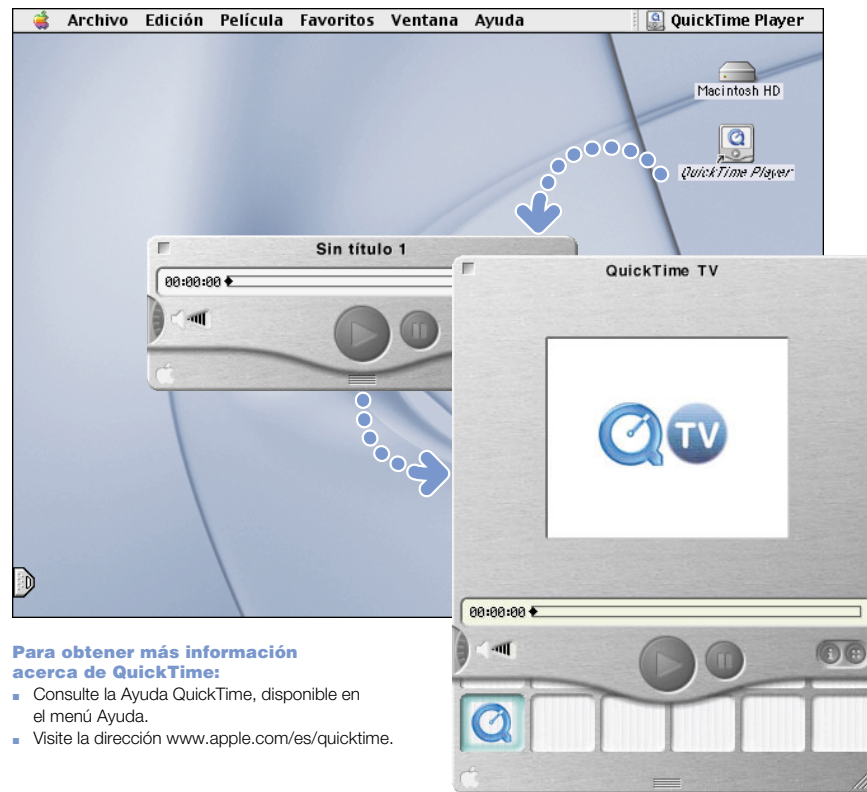 Archivo Edición Película Favoritos Ventana Ayuda QuickTime Player
Macintosh HD
QuickTime Player
Sin título 1
00:00:00
QuickTime TV
TV
00:00:00
Para obtener más información
acerca de QuickTime:
Consulte la Ayuda QuickTime, disponible en
el menú Ayuda.
Visite la dirección www.apple.com/es/quicktime.